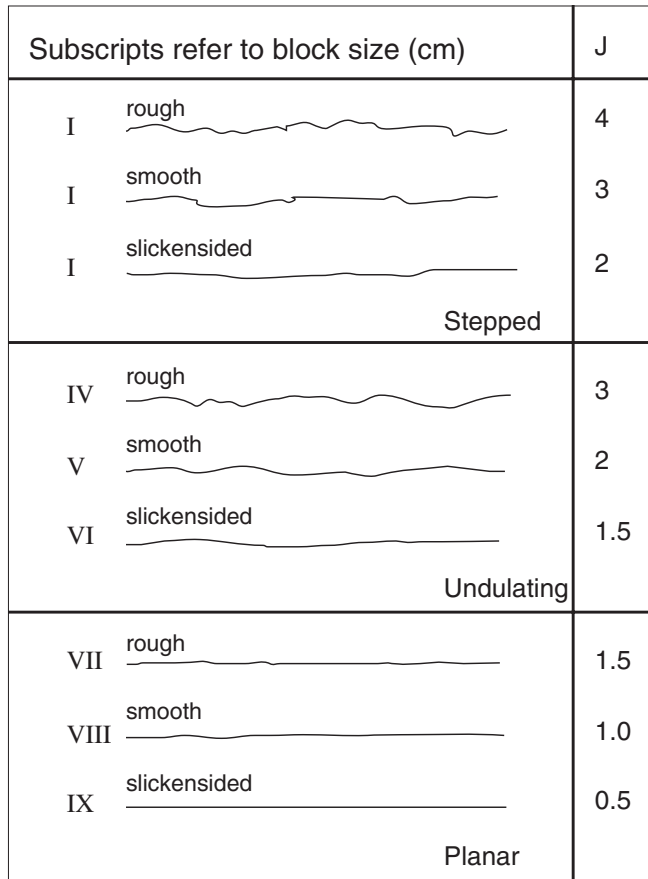 Subscripts refer to block size (cm) J
rough
I 4
smooth
I 3
slickensided
I 2
Stepped
rough
IV 3
smooth
V 2
slickensided
VI 1.5
Undulating
rough
VII 1.5
smooth
VIII 1.0
slickensided
IX 0.5
Planar